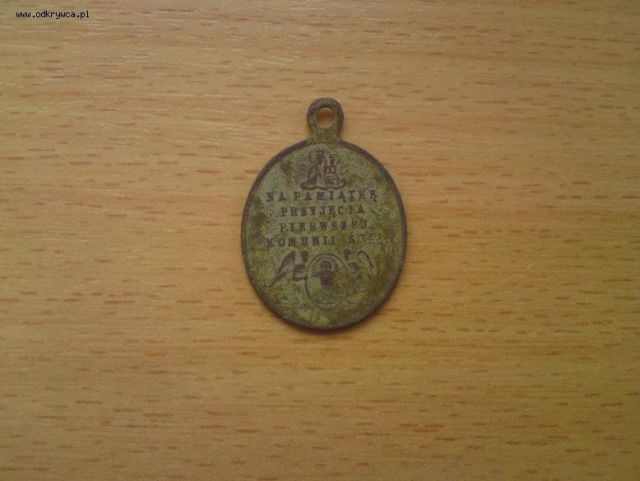 www.odkrywca.pl
NA PAMIĄTKĘ
PRZYJĘCIA
PIERWSZEJ
KOMUNII